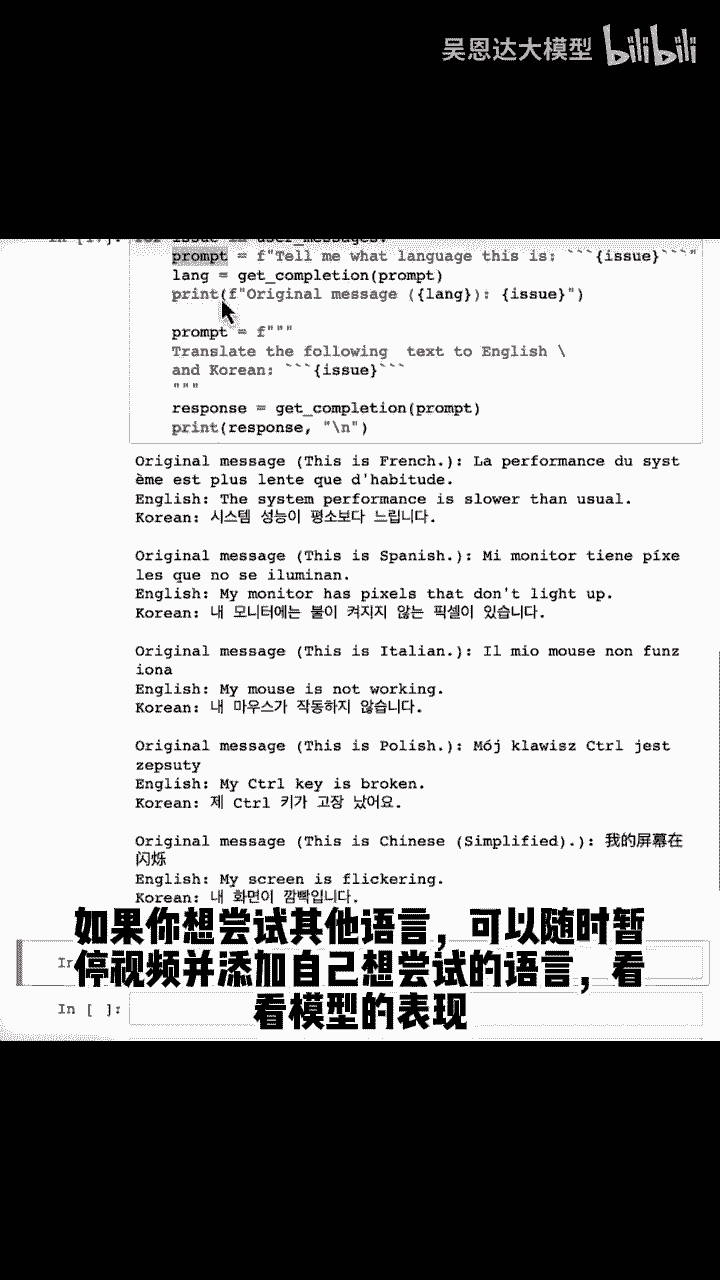 吴恩达大模型 bilibili
In [17]: for issue in user_messages:
prompt = f"Tell me what language this is: ```{issue}```"
lang = get_completion(prompt)
print(f"Original message ({lang}): {issue}")
prompt = f"""
Translate the following  text to English \
and Korean: ```{issue}```
"""
response = get_completion(prompt)
print(response, "\n")
Original message (This is French.): La performance du syst
ème est plus lente que d'habitude.
English: The system performance is slower than usual.
Korean: 시스템 성능이 평소보다 느립니다.
Original message (This is Spanish.): Mi monitor tiene píxe
les que no se iluminan.
English: My monitor has pixels that don't light up.
Korean: 내 모니터에는 불이 켜지지 않는 픽셀이 있습니다.
Original message (This is Italian.): Il mio mouse non funz
iona
English: My mouse is not working.
Korean: 내 마우스가 작동하지 않습니다.
Original message (This is Polish.): Mój klawisz Ctrl jest
zepsuty
English: My Ctrl key is broken.
Korean: 제 Ctrl 키가 고장 났어요.
Original message (This is Chinese (Simplified).): 我的屏幕在
闪烁
English: My screen is flickering.
Korean: 내 화면이 깜빡입니다.
如果你想尝试其他语言，可以随时暂
停视频并添加自己想尝试的语言，看
看模型的表现
In [ ]: